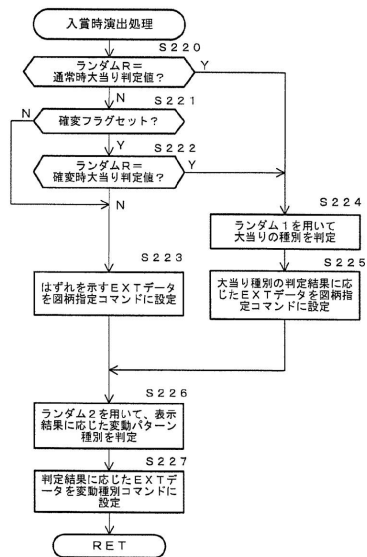 入賞時演出処理
S220
ランダムR=
通常時大当り判定値?
Y
N
S221
N
確変フラグセット?
Y
S222
ランダムR=
確変時大当り判定値?
Y
N
S224
ランダム1を用いて
大当りの種別を判定
S223
はずれを示すEXTデータ
を図柄指定コマンドに設定
S225
大当り種別の判定結果に応
じたEXTデータを図柄指
定コマンドに設定
S226
ランダム2を用いて、表示
結果に応じた変動パターン
種別を判定
S227
判定結果に応じたEXTデ
ータを変動種別コマンドに
設定
RET